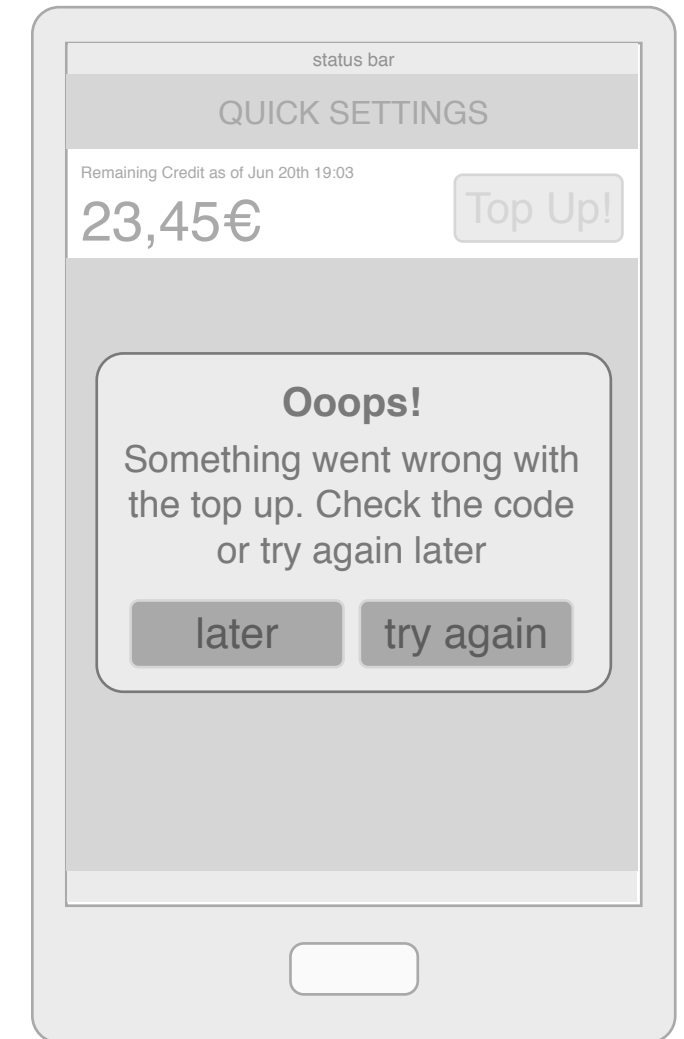 status bar
QUICK SETTINGS
Remaining Credit as of Jun 20th 19:03
23,45€
Top Up!
Ooops!
Something went wrong with
the top up. Check the code
or try again later
later
try again